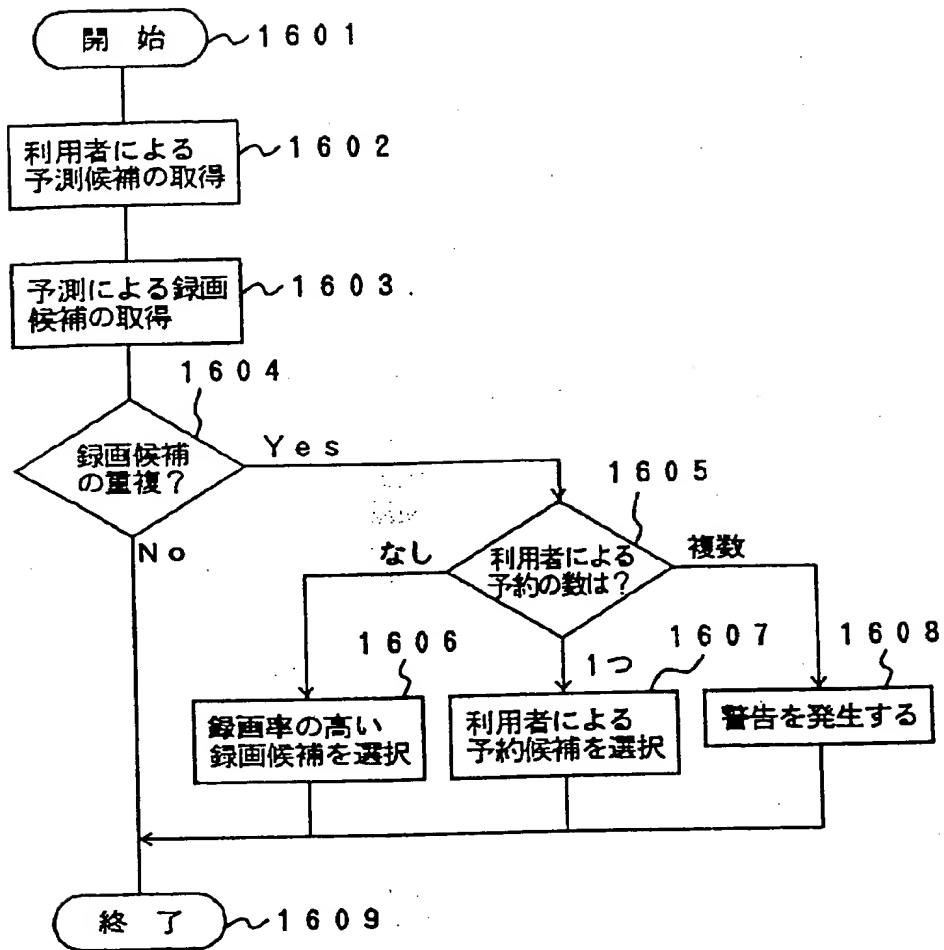 開始
1601
利用者による
予測候補の取得
1602
予測による録画
候補の取得
1603
1604
録画候補
の重複?
Yes
No
1605
利用者による
予約の数は?
なし
複数
1つ
1606
録画率の高い
録画候補を選択
1607
利用者による
予約候補を選択
1608
警告を発生する
終了
1609